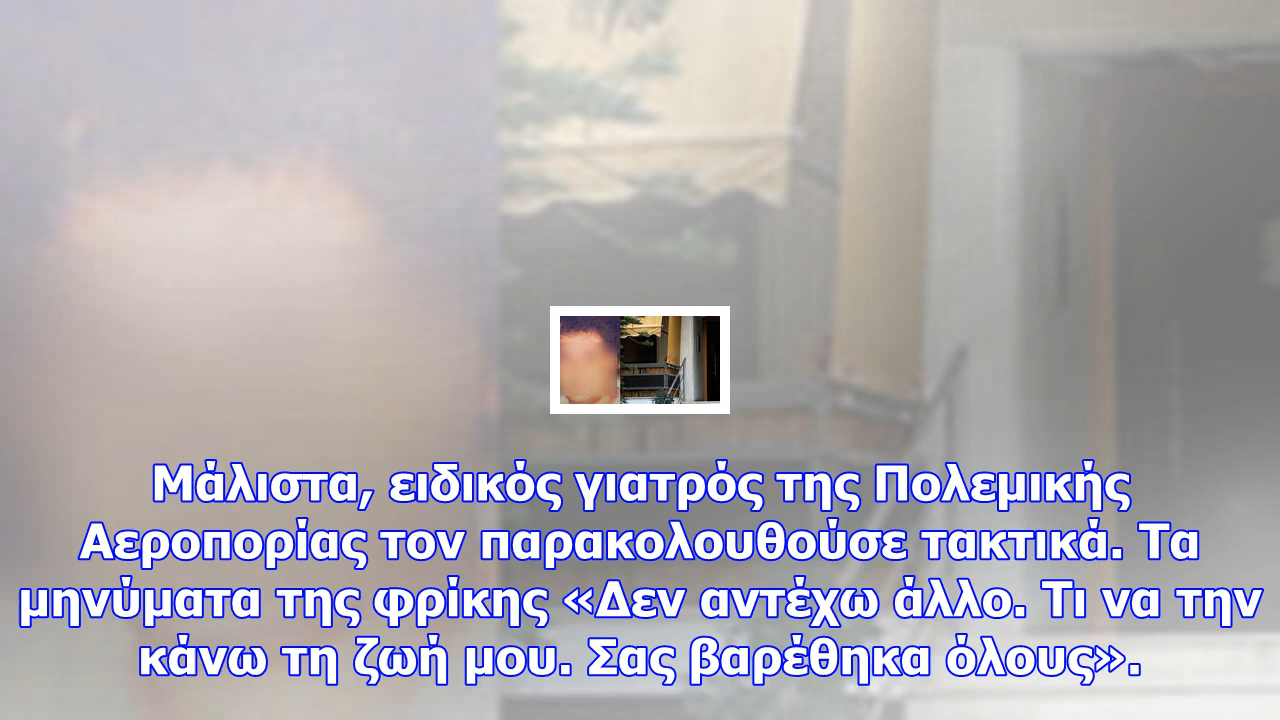 Μάλιστα, ειδικός γιατρός της Πολεμικής
Αεροπορίας τον παρακολουθούσε τακτικά. Τα
μηνύματα της φρίκης «Δεν αντέχω άλλο. Τι να την
κάνω τη ζωή μου. Σας βαρέθηκα όλους».